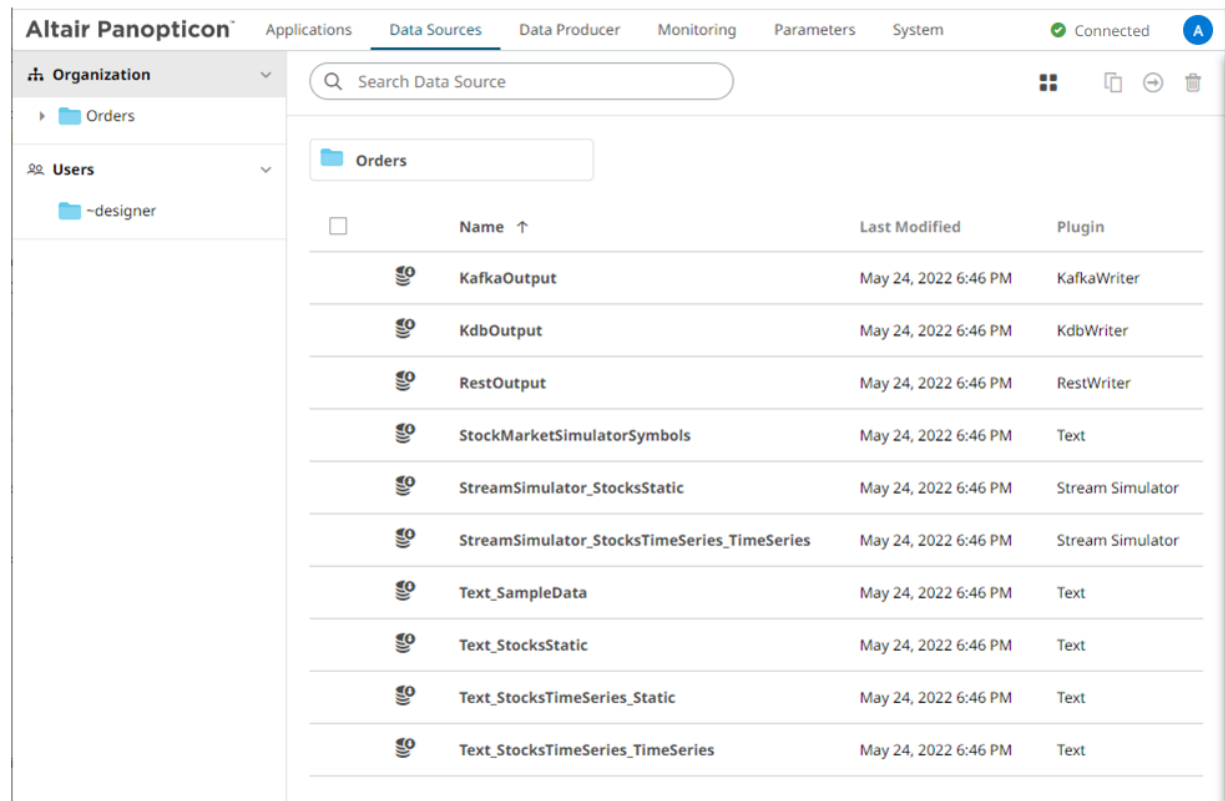 Altair Panopticon™ Applications Data Sources Data Producer Monitoring Parameters System Connected A
Organization
Search Data Source
Orders
Users
~designer
Orders
Name ↑ Last Modified Plugin
KafkaOutput May 24, 2022 6:46 PM KafkaWriter
KdbOutput May 24, 2022 6:46 PM KdbWriter
RestOutput May 24, 2022 6:46 PM RestWriter
StockMarketSimulatorSymbols May 24, 2022 6:46 PM Text
StreamSimulator_StocksStatic May 24, 2022 6:46 PM Stream Simulator
StreamSimulator_StocksTimeSeries_TimeSeries May 24, 2022 6:46 PM Stream Simulator
Text_SampleData May 24, 2022 6:46 PM Text
Text_StocksStatic May 24, 2022 6:46 PM Text
Text_StocksTimeSeries_Static May 24, 2022 6:46 PM Text
Text_StocksTimeSeries_TimeSeries May 24, 2022 6:46 PM Text